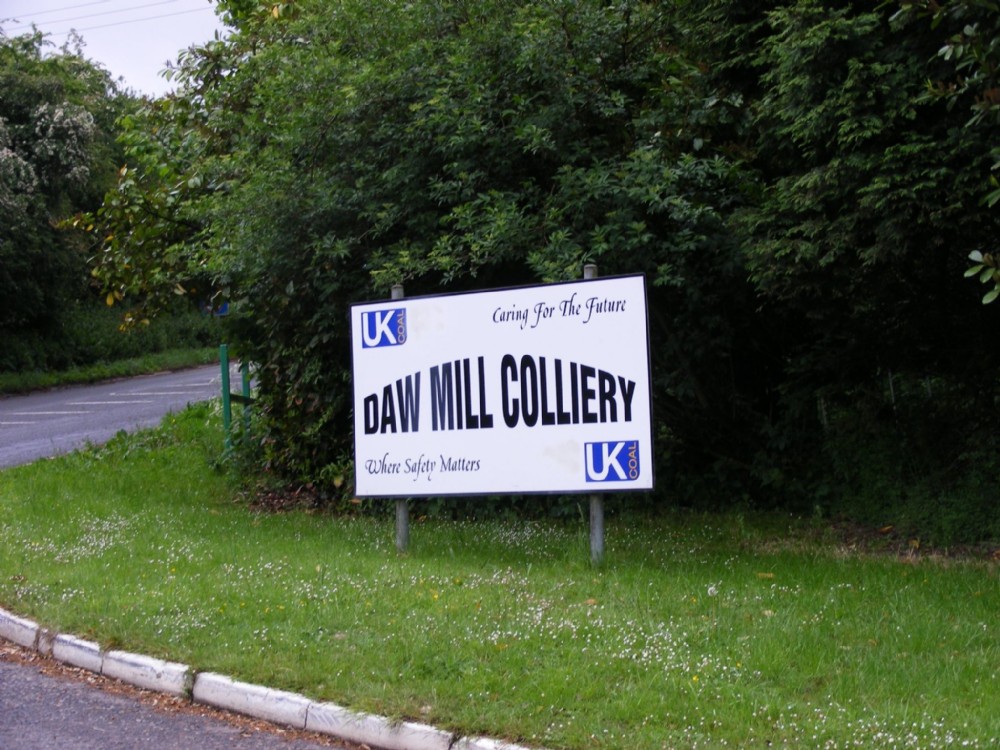 UK COAL
Caring For The Future
DAW MILL COLLIERY
Where Safety Matters
UK COAL